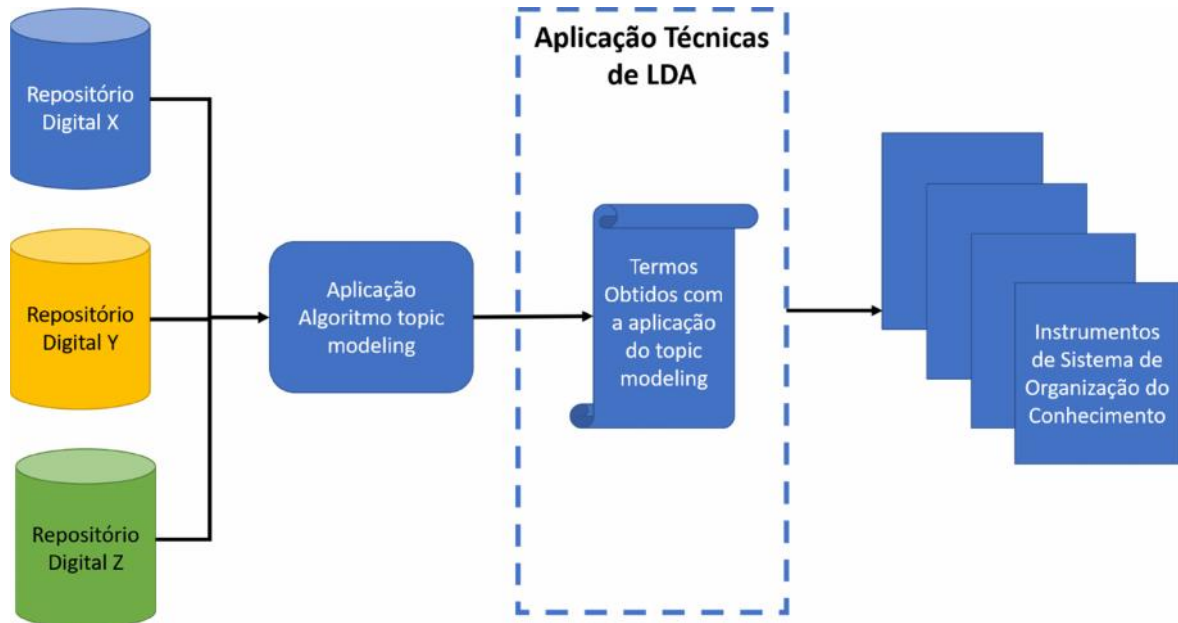 Repositório
Digital X
Repositório
Digital Y
Repositório
Digital Z
Aplicação
Algoritmo topic
modeling
Aplicação Técnicas
de LDA
Termos
Obtidos com
a aplicação
do topic
modeling
Instrumentos
de Sistema de
Organização do
Conhecimento